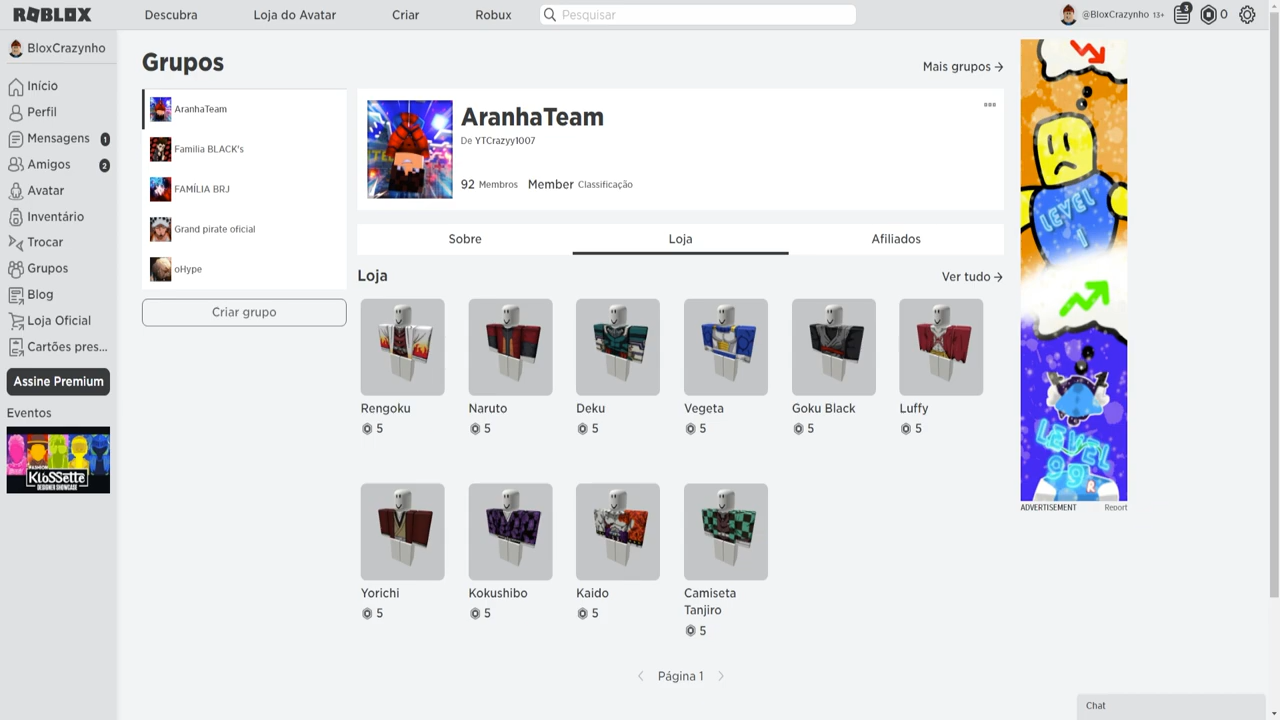 ROBLOX
Descubra
Loja do Avatar
Criar
Robux
Pesquisar
@BloxCrazynho 13+
3
0
BloxCrazynho
Início
Perfil
Mensagens 1
Amigos 2
Avatar
Inventário
Trocar
Grupos
Blog
Loja Oficial
Cartões pres...
Assine Premium
Eventos
KLOSSETTE
DESIGNER SHOWCASE
Grupos
Mais grupos →
AranhaTeam
Familia BLACK's
FAMÍLIA BRJ
Grand pirate oficial
oHype
Criar grupo
AranhaTeam
De YTCrazyy1007
92 Membros Member Classificação
Sobre
Loja
Afiliados
Loja
Ver tudo →
Rengoku
5
Naruto
5
Deku
5
Vegeta
5
Goku Black
5
Luffy
5
Yorichi
5
Kokushibo
5
Kaido
5
Camiseta
Tanjiro
5
Página 1
LEVEL
1
LEVEL
99
ADVERTISEMENT
Report
Chat